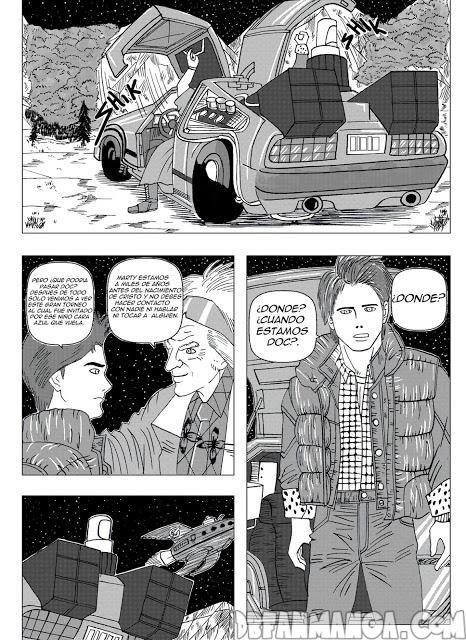 SHIK
SHIK
PERO ¿QUE PODRIA
PASAR DOC?
DESPUES DE TODO
SOLO VENIMOS A VER
ESTE GRAN TORNEO
AL CUAL FUE INVITADO
POR ESE NIÑO CARA
AZUL QUE VUELA.
MARTY ESTAMOS
A MILES DE AÑOS
ANTES DEL NACIMIENTO
DE CRISTO Y NO DEBES
HACER CONTACTO
CON NADIE NI HABLAR
NI TOCAR A ALGUIEN.
¿DONDE?
¿CUANDO
ESTAMOS
DOC?.
¿DONDE?
DBFANMANGA.COM